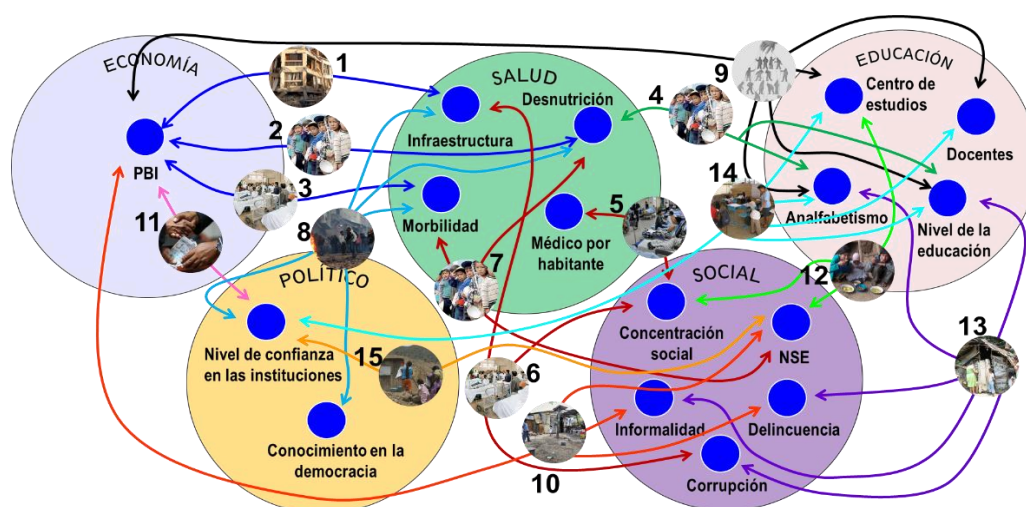 ECONOMÍA
PBI
SALUD
Desnutrición
Infraestructura
Morbilidad
Médico por
habitante
EDUCACIÓN
Centro de
estudios
Docentes
Analfabetismo
Nivel de la
educación
POLÍTICO
Nivel de confianza
en las instituciones
Conocimiento en la
democracia
SOCIAL
Concentración
social
NSE
Informalidad
Delincuencia
Corrupción
1
2
3
4
5
6
7
8
9
10
11
12
13
14
15